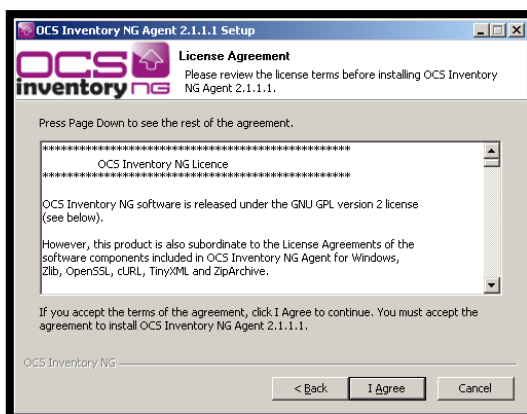 OCS Inventory NG Agent 2.1.1.1 Setup
OCS
inventory NG
License Agreement
Please review the license terms before installing OCS Inventory
NG Agent 2.1.1.1.
Press Page Down to see the rest of the agreement.
****************************************************
OCS Inventory NG Licence
****************************************************
OCS Inventory NG software is released under the GNU GPL version 2 license
(see below).
However, this product is also subordinate to the License Agreements of the
software components included in OCS Inventory NG Agent for Windows,
Zlib, OpenSSL, cURL, TinyXML and ZipArchive.
If you accept the terms of the agreement, click I Agree to continue. You must accept the
agreement to install OCS Inventory NG Agent 2.1.1.1.
OCS Inventory NG
< Back
I Agree
Cancel